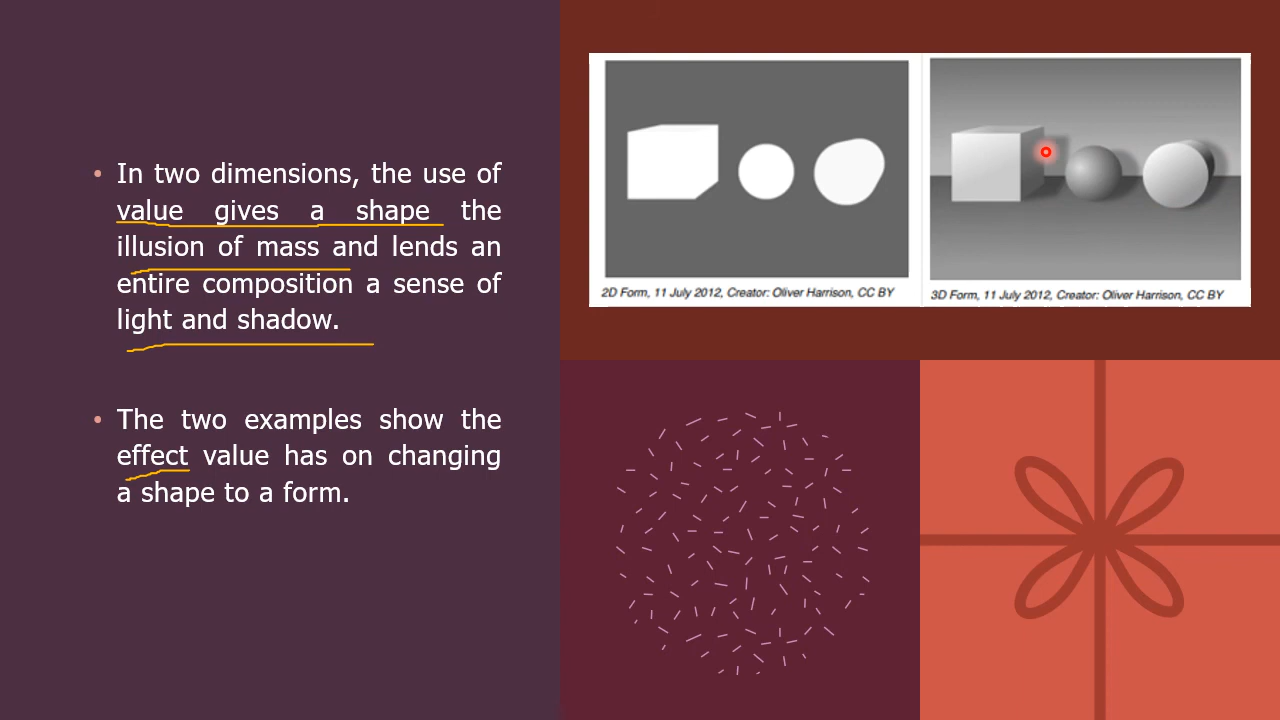 In two dimensions, the use of
value gives a shape the
illusion of mass and lends an
entire composition a sense of
light and shadow.
The two examples show the
effect value has on changing
a shape to a form.
2D Form, 11 July 2012, Creator: Oliver Harrison, CC BY
3D Form, 11 July 2012, Creator: Oliver Harrison, CC BY